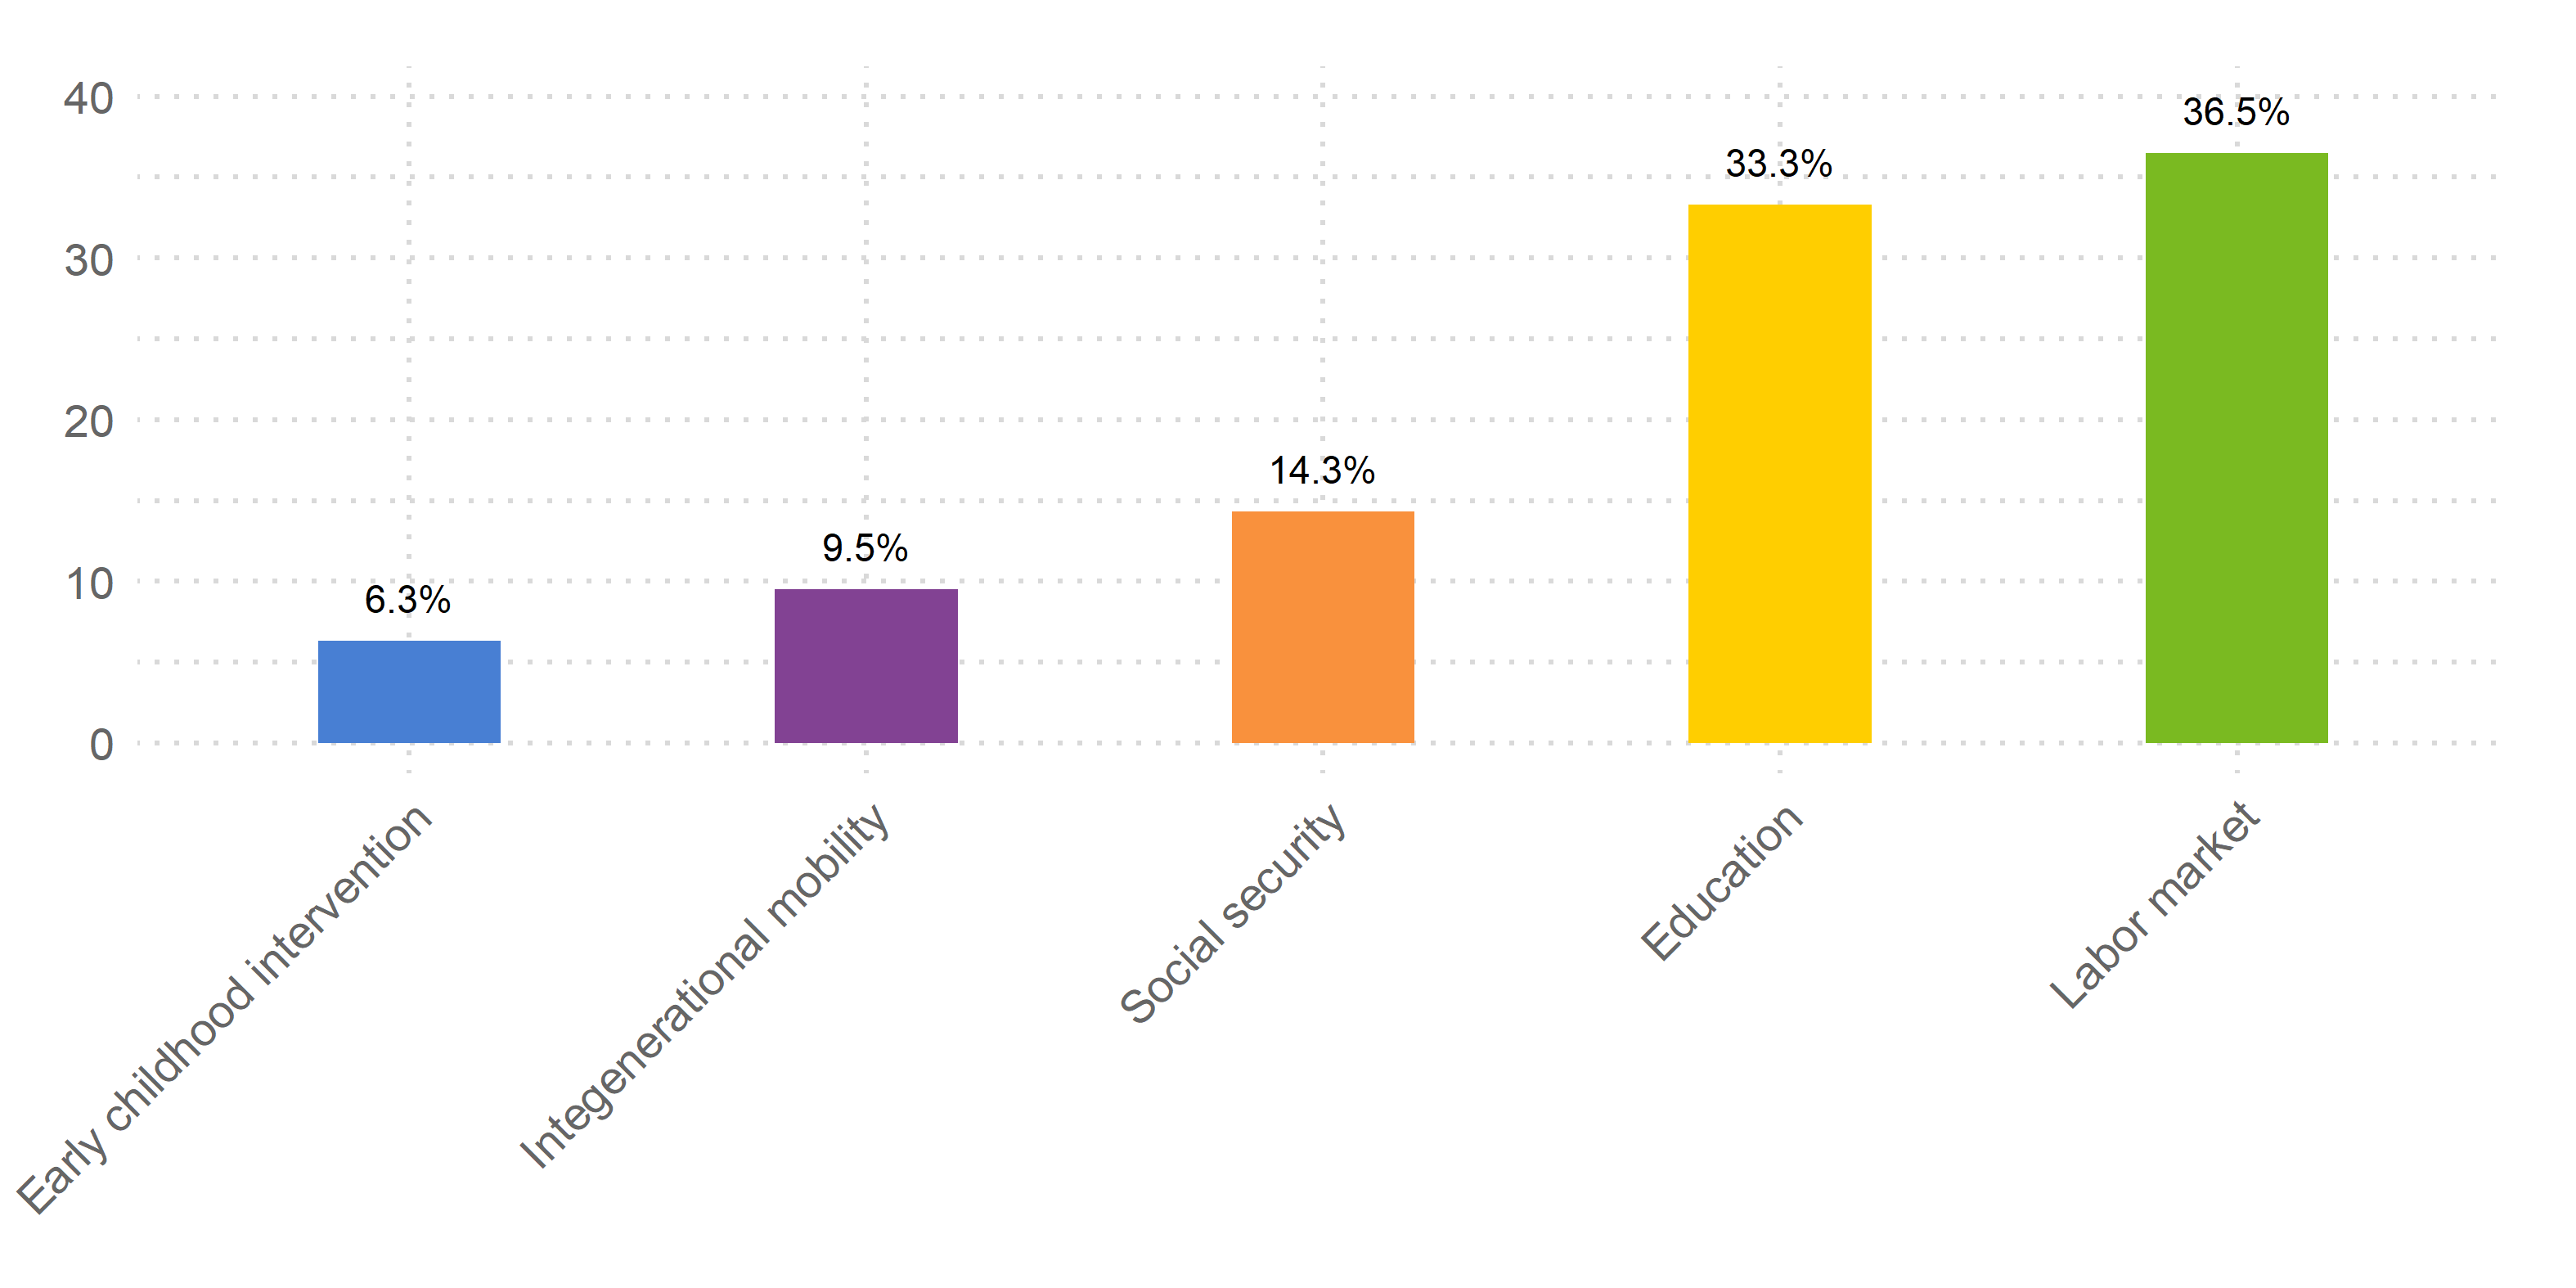 40
30
20
10
0
6.3%
9.5%
14.3%
33.3%
36.5%
Early childhood intervention
Integenerational mobility
Social security
Education
Labor market